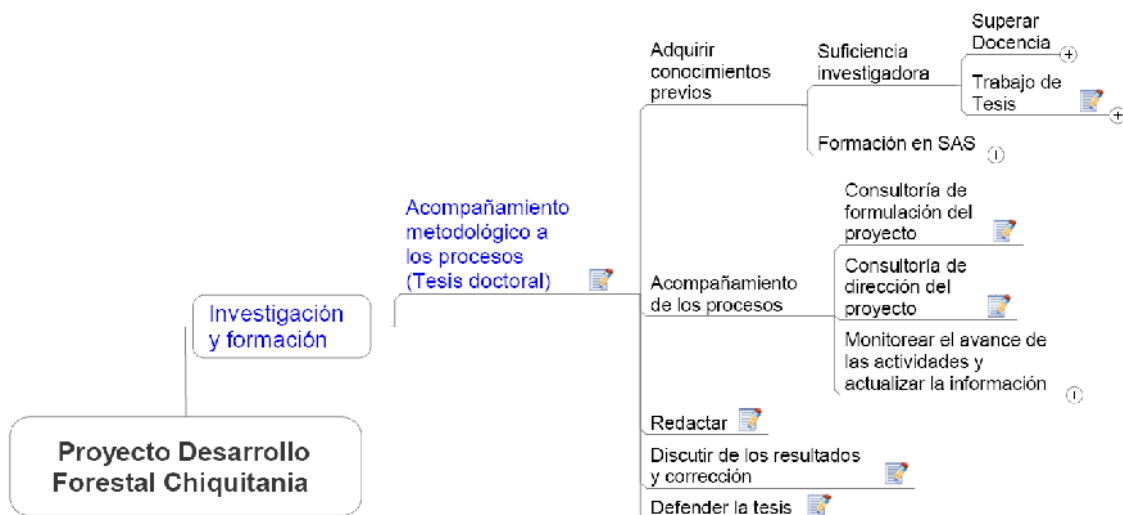 Superar
Docencia
Adquirir
conocimientos
previos
Suficiencia
investigadora
Trabajo de
Tesis
Formación en SAS
Acompañamiento
metodológico a
los procesos
(Tesis doctoral)
Consultoría de
formulación del
proyecto
Acompañamiento
de los procesos
Consultoría de
dirección del
proyecto
Investigación
y formación
Monitorear el avance de
las actividades y
actualizar la información
Redactar
Proyecto Desarrollo
Forestal Chiquitania
Discutir de los resultados
y corrección
Defender la tesis